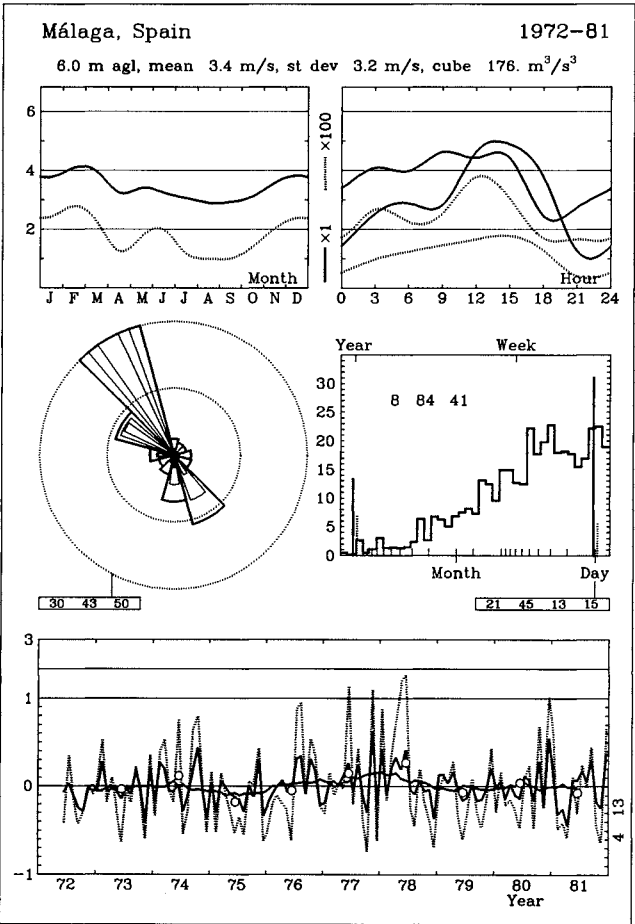 Málaga, Spain 1972-81
6.0 m agl, mean 3.4 m/s, st dev 3.2 m/s, cube 176. m³/s³
6
4
2
J F M A M J J A S O N D
Month
×1 ×100
0 3 6 9 12 15 18 21 24
Hour
30 43 50
Year Week
35
30
25
20
15
10
5
0
8 84 41
Month Day
21 45 13 15
3
1
0
-1
72 73 74 75 76 77 78 79 80 81
Year
4 13